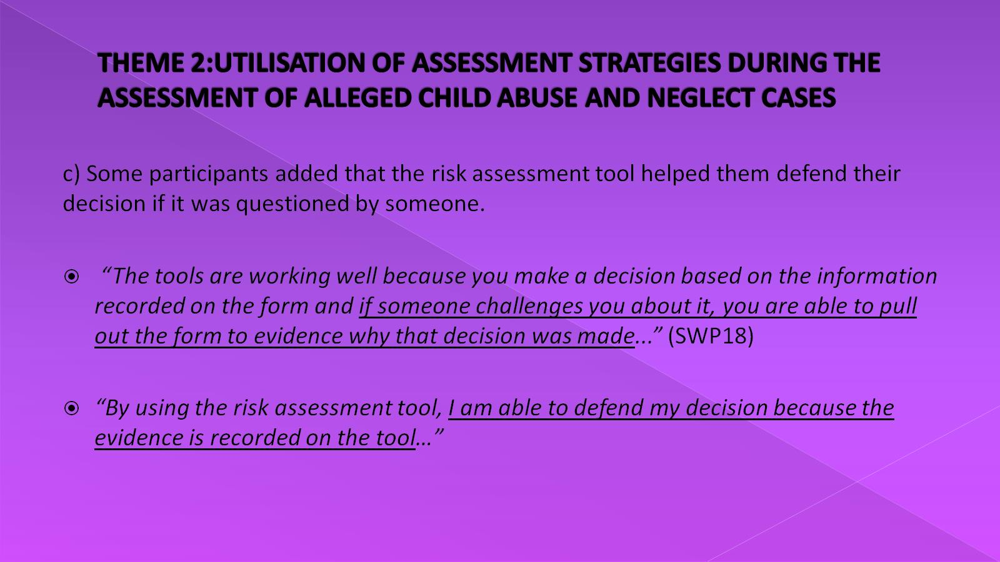 THEME 2:UTILISATION OF ASSESSMENT STRATEGIES DURING THE
ASSESSMENT OF ALLEGED CHILD ABUSE AND NEGLECT CASES
c) Some participants added that the risk assessment tool helped them defend their
decision if it was questioned by someone.
“The tools are working well because you make a decision based on the information
recorded on the form and if someone challenges you about it, you are able to pull
out the form to evidence why that decision was made...” (SWP18)
“By using the risk assessment tool, I am able to defend my decision because the
evidence is recorded on the tool…”